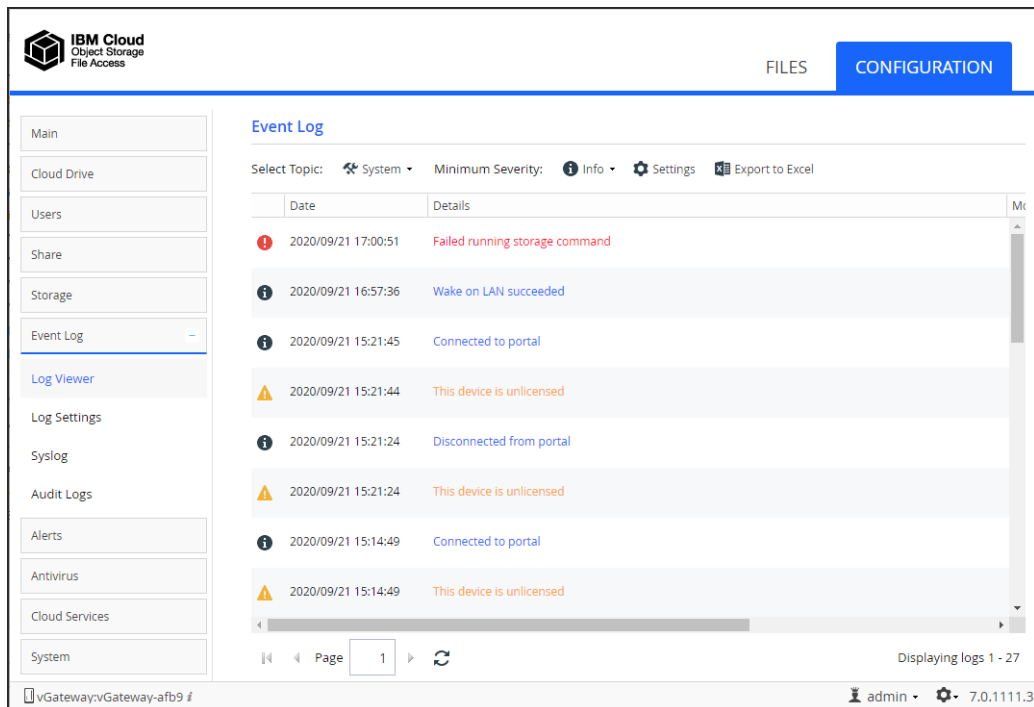 IBM Cloud
Object Storage
File Access
FILES
CONFIGURATION
Main
Cloud Drive
Users
Share
Storage
Event Log
Log Viewer
Log Settings
Syslog
Audit Logs
Alerts
Antivirus
Cloud Services
System
Event Log
Select Topic: System Minimum Severity: Info Settings Export to Excel
Date Details
2020/09/21 17:00:51 Failed running storage command
2020/09/21 16:57:36 Wake on LAN succeeded
2020/09/21 15:21:45 Connected to portal
2020/09/21 15:21:44 This device is unlicensed
2020/09/21 15:21:24 Disconnected from portal
2020/09/21 15:21:24 This device is unlicensed
2020/09/21 15:14:49 Connected to portal
2020/09/21 15:14:49 This device is unlicensed
Page 1 Displaying logs 1 - 27
vGateway:vGateway-afb9 i admin 7.0.1111.3